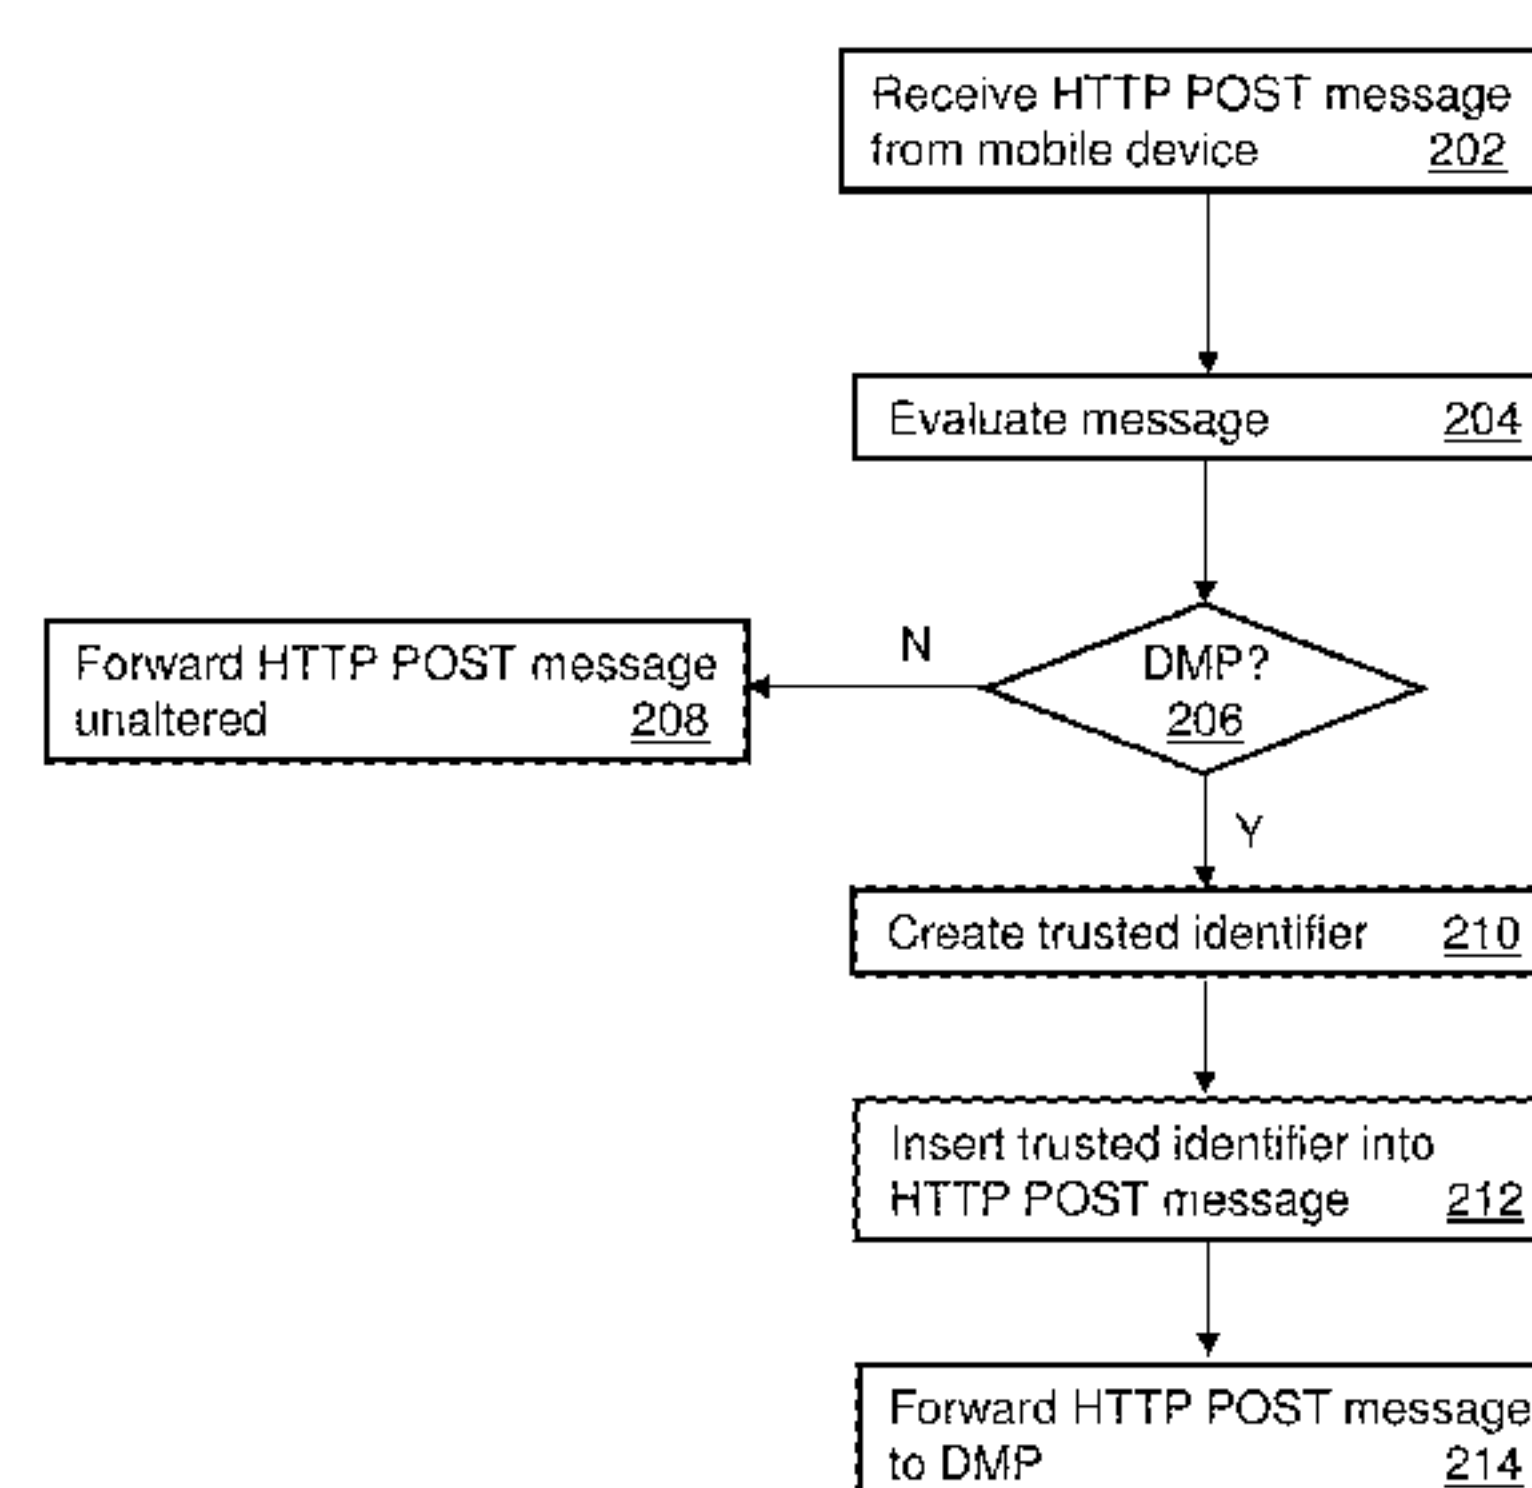 Receive HTTP POST message
from mobile device 202
Evaluate message 204
DMP?
206
N
Forward HTTP POST message
unaltered 208
Y
Create trusted identifier 210
Insert trusted identifier into
HTTP POST message 212
Forward HTTP POST message
to DMP 214